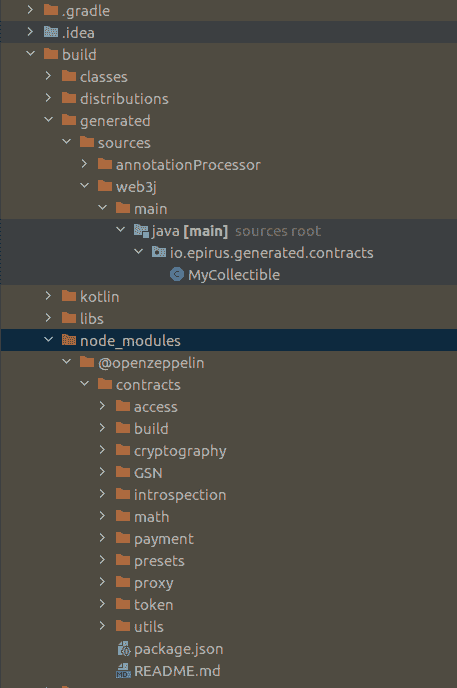 .gradle
.idea
build
classes
distributions
generated
sources
annotationProcessor
web3j
main
java [main] sources root
io.epirus.generated.contracts
MyCollectible
kotlin
libs
node_modules
@openzeppelin
contracts
access
build
cryptography
GSN
introspection
math
payment
presets
proxy
token
utils
package.json
README.md